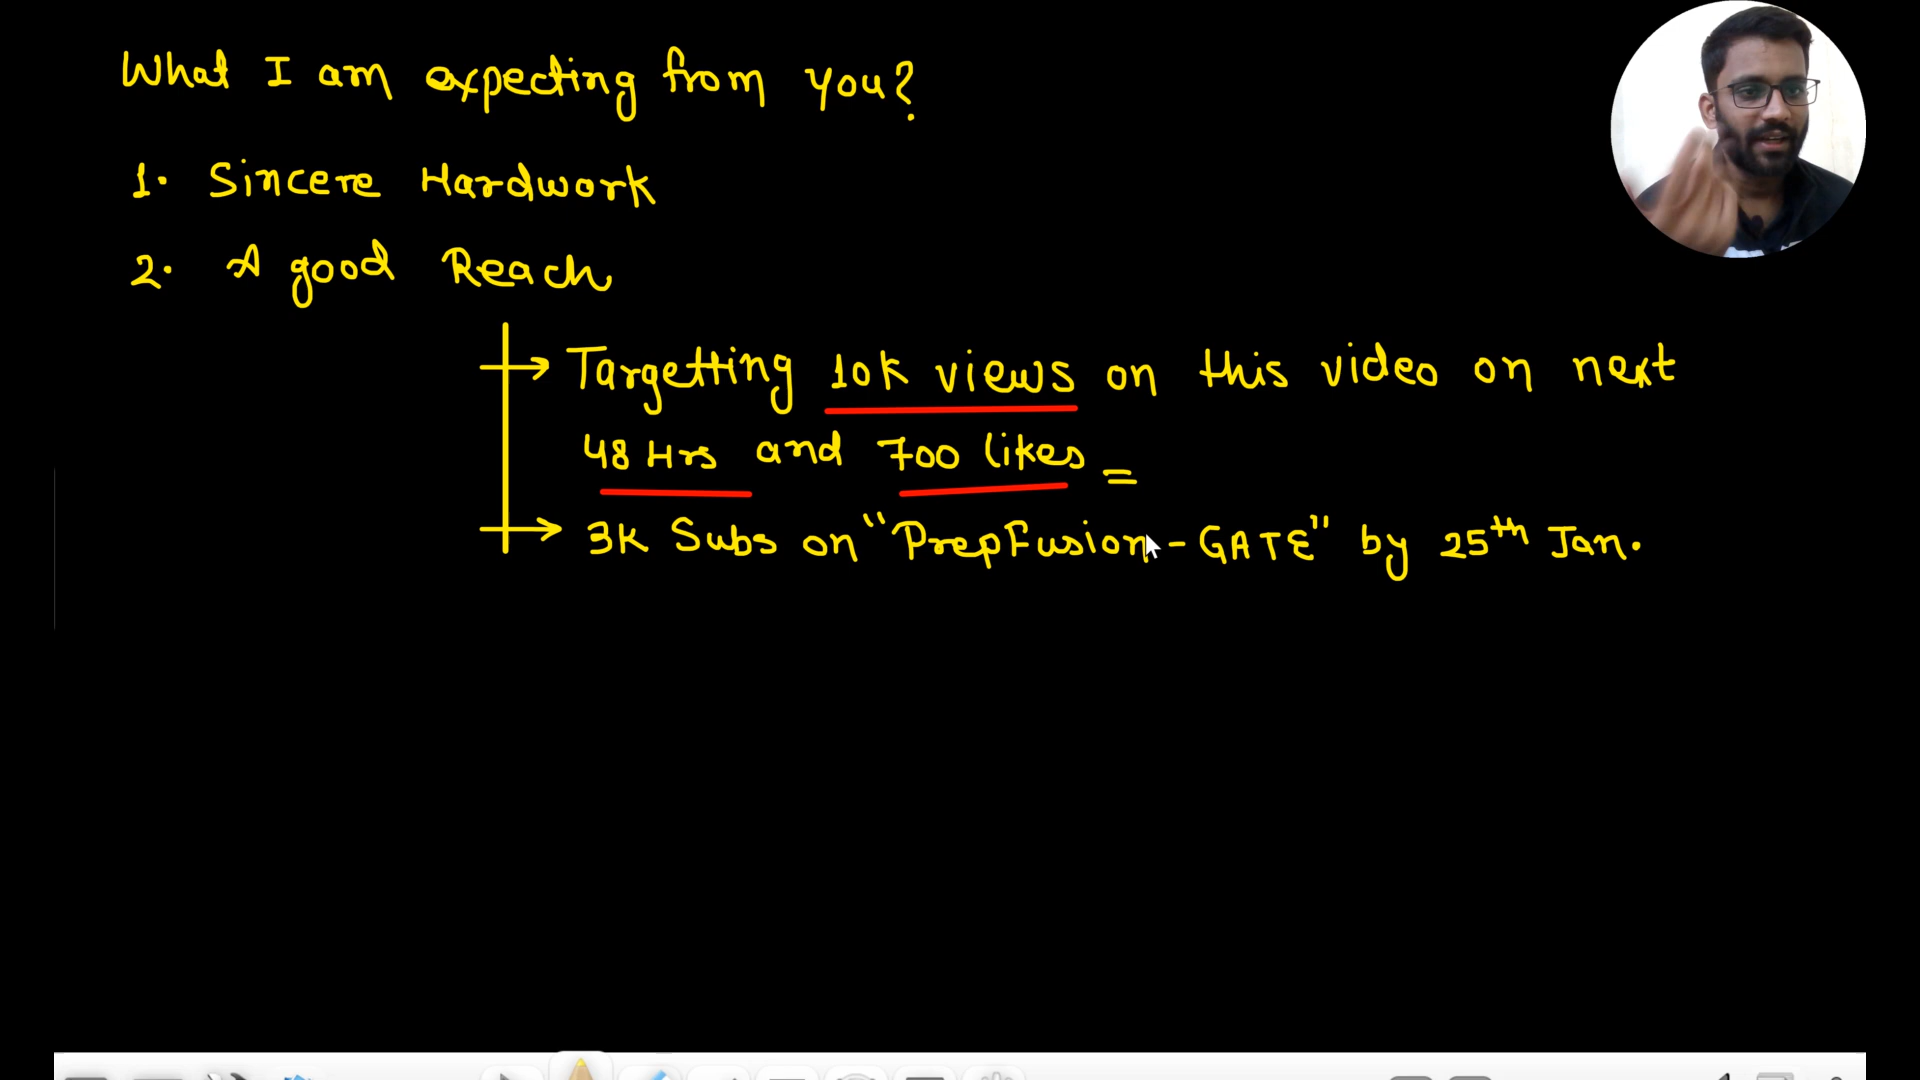 What I am expecting from you?
1. Sincere Hardwork
2. A good Reach
→ Targetting 10K views on this video on next
48 Hrs and 700 likes =
→ 3K Subs on "PrepFusion - GATE" by 25th Jan.